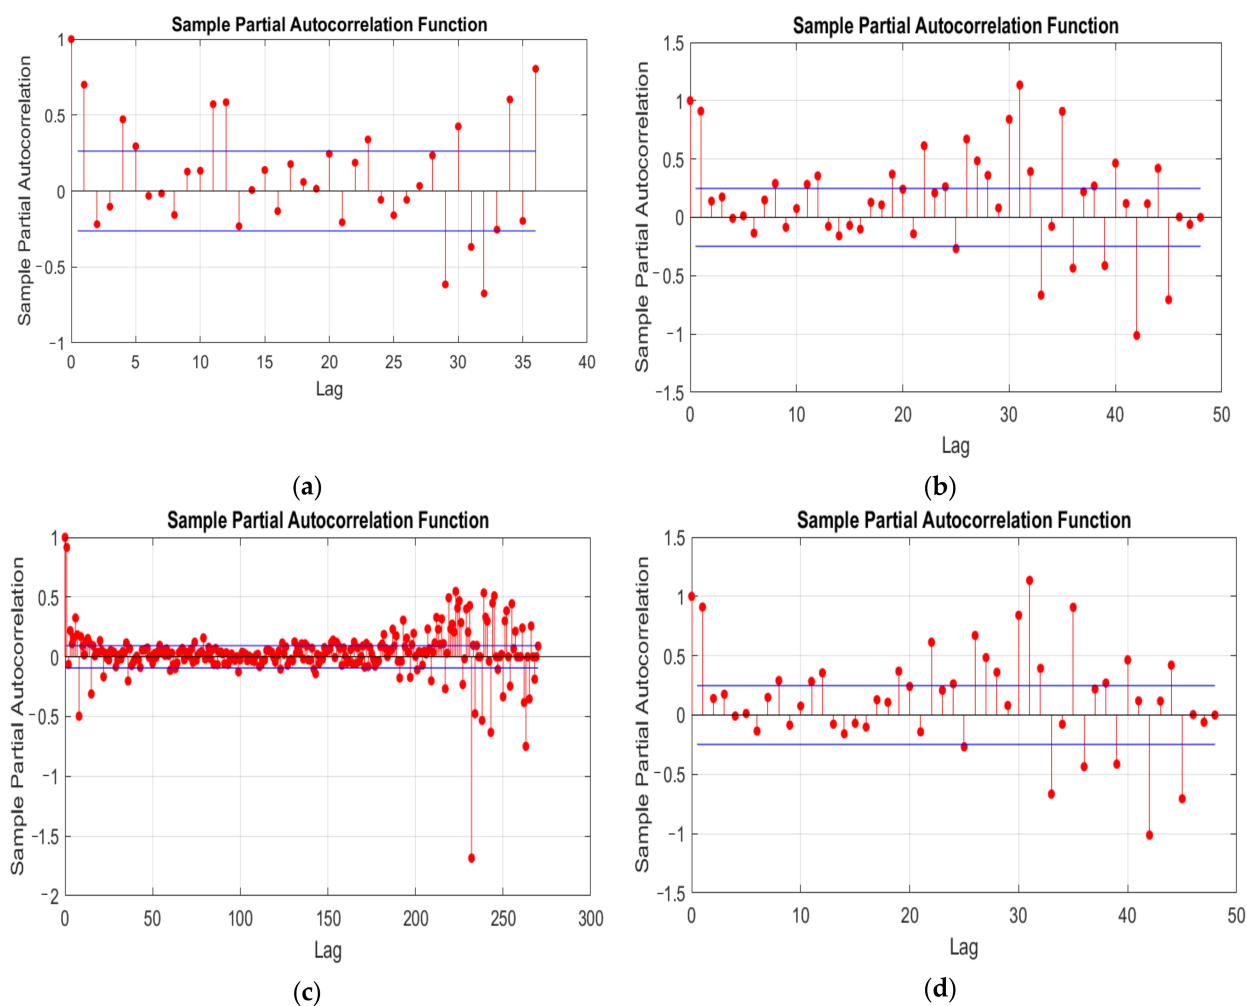 Sample Partial Autocorrelation Function
Sample Partial Autocorrelation
1
0.5
0
−0.5
−1
0 5 10 15 20 25 30 35 40
Lag
(a)
Sample Partial Autocorrelation Function
Sample Partial Autocorrelation
1.5
1
0.5
0
−0.5
−1
−1.5
0 10 20 30 40 50
Lag
(b)
Sample Partial Autocorrelation Function
Sample Partial Autocorrelation
1
0.5
0
−0.5
−1
−1.5
−2
0 50 100 150 200 250 300
Lag
(c)
Sample Partial Autocorrelation Function
Sample Partial Autocorrelation
1.5
1
0.5
0
−0.5
−1
−1.5
0 10 20 30 40 50
Lag
(d)